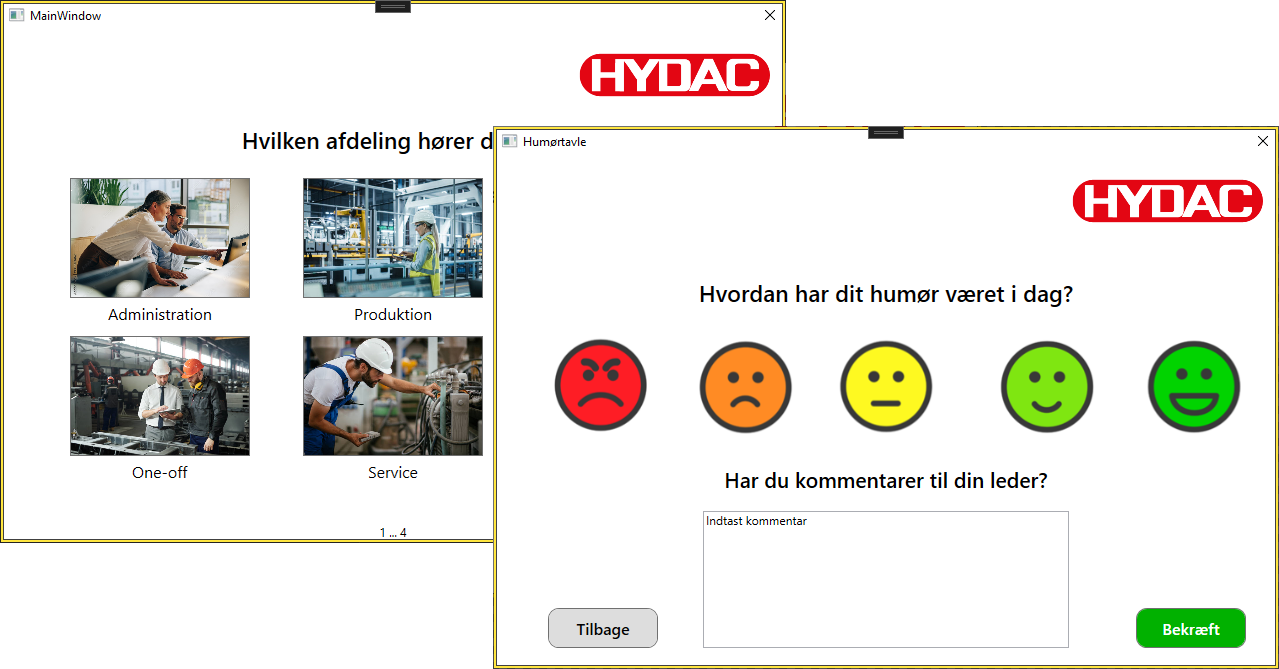 MainWindow
HYDAC
Hvilken afdeling hører d
Administration
Produktion
One-off
Service
1 ... 4
Humørtavle
HYDAC
Hvordan har dit humør været i dag?
Har du kommentarer til din leder?
Indtast kommentar
Tilbage
Bekræft